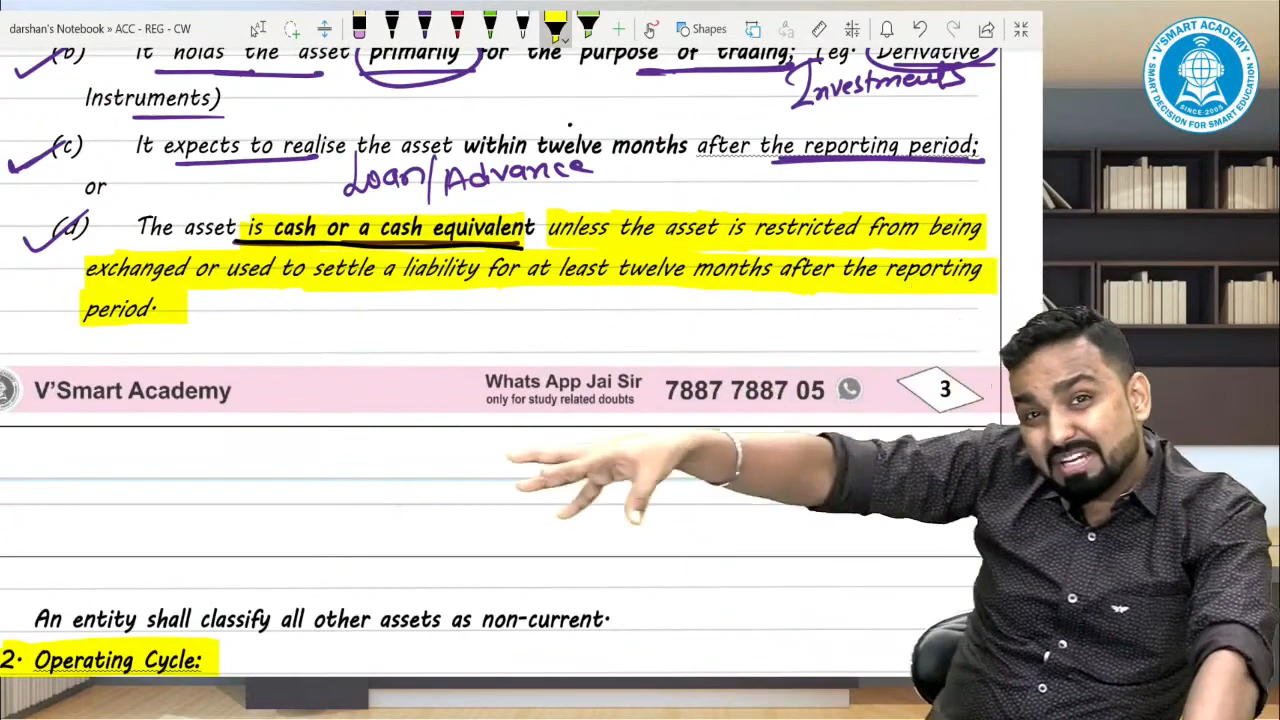 darshan's Notebook » ACC - REG - CW
Shapes
(b) It holds the asset primarily for the purpose of trading; (eg. Derivative
Investments
Instruments)
(c) It expects to realise the asset within twelve months after the reporting period;
or
Loan/Advance
(d) The asset is cash or a cash equivalent unless the asset is restricted from being
exchanged or used to settle a liability for at least twelve months after the reporting
period.
V'Smart Academy
Whats App Jai Sir
only for study related doubts
7887 7887 05
3
An entity shall classify all other assets as non-current.
2. Operating Cycle:
V'SMART ACADEMY
SINCE-2005
SMART DECISION FOR SMART EDUCATION